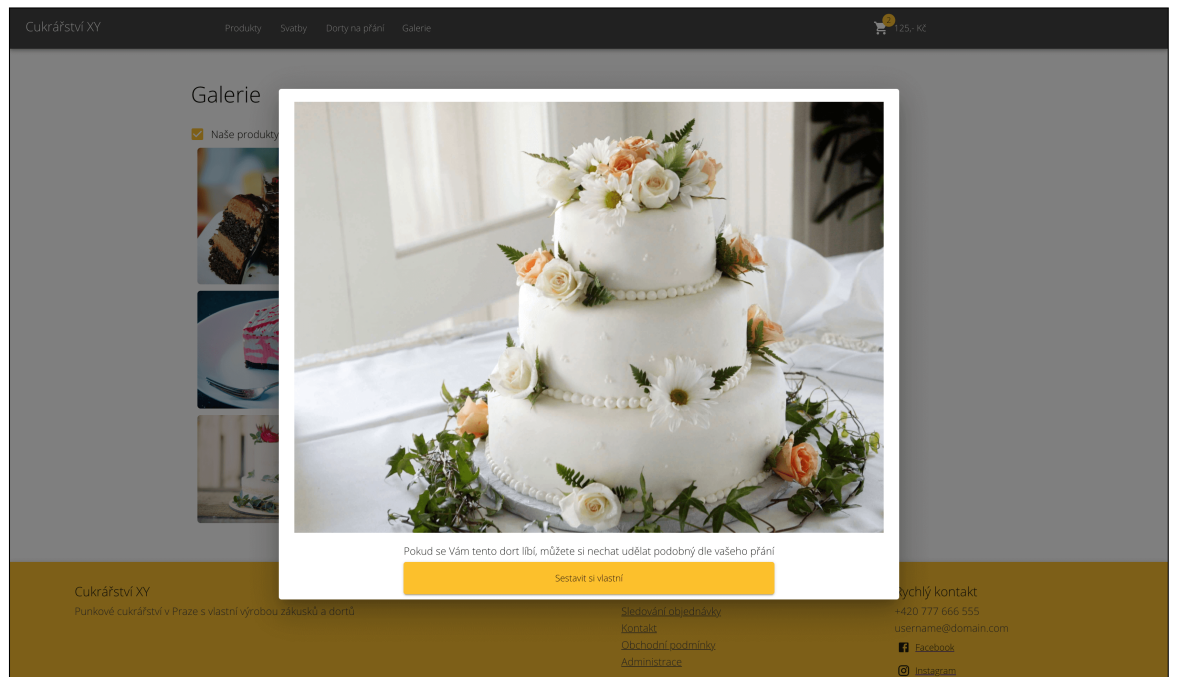 Cukrářství XY
Produkty Svatby Dorty na přání Galerie
2
125,- Kč
Galerie
Naše produkty
Pokud se Vám tento dort líbí, můžete si nechat udělat podobný dle vašeho přání
Sestavit si vlastní
Cukrářství XY
Punkové cukrářství v Praze s vlastní výrobou zákusků a dortů
Sledování objednávky
Kontakt
Obchodní podmínky
Administrace
Rychlý kontakt
+420 777 666 555
username@domain.com
Facebook
Instagram